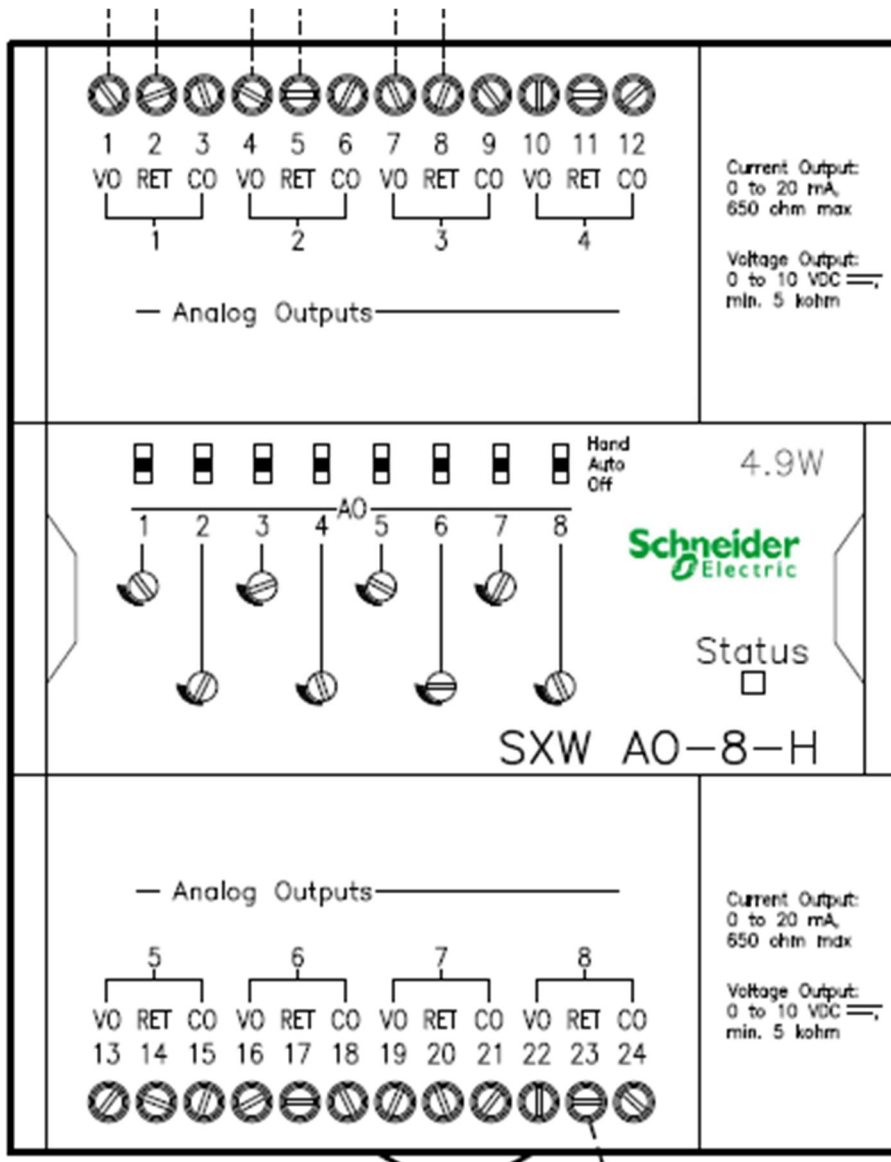 1 2 3 4 5 6 7 8 9 10 11 12
VO RET CO VO RET CO VO RET CO VO RET CO
1 2 3 4
Analog Outputs
Current Output:
0 to 20 mA,
650 ohm max
Voltage Output:
0 to 10 VDC ⎓,
min. 5 kohm
Hand
Auto
Off
AO
1 2 3 4 5 6 7 8
4.9W
Schneider
Electric
Status
SXW AO-8-H
Analog Outputs
5 6 7 8
VO RET CO VO RET CO VO RET CO VO RET CO
13 14 15 16 17 18 19 20 21 22 23 24
Current Output:
0 to 20 mA,
650 ohm max
Voltage Output:
0 to 10 VDC ⎓,
min. 5 kohm